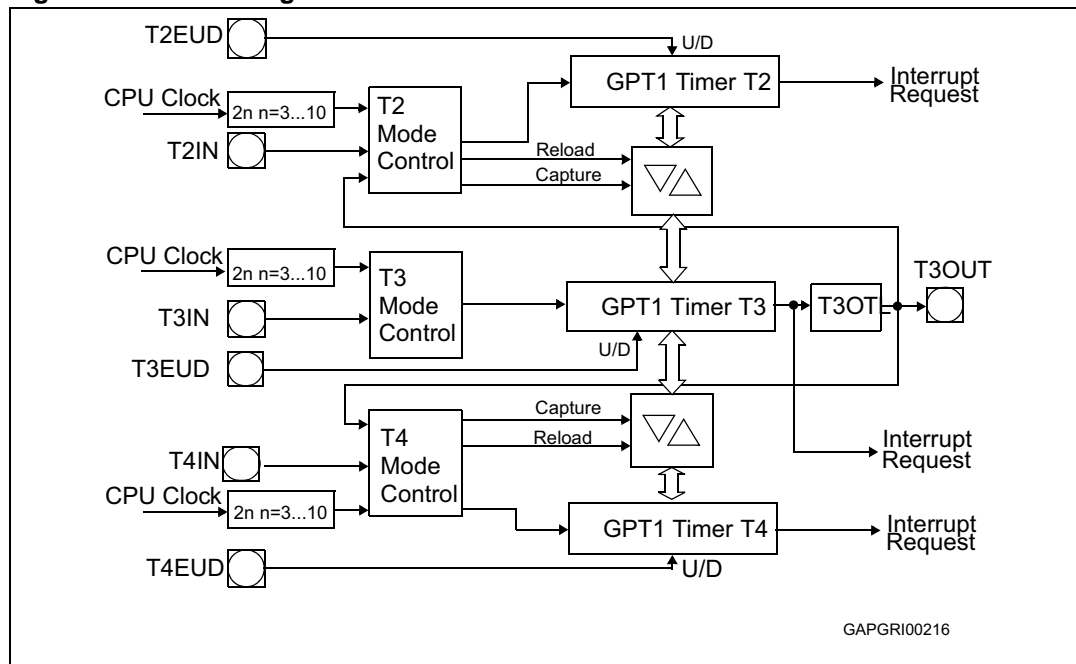 T2EUD
U/D
GPT1 Timer T2
Interrupt
Request
CPU Clock
2n n=3...10
T2
Mode
Control
T2IN
Reload
Capture
CPU Clock
2n n=3...10
T3
Mode
Control
T3IN
GPT1 Timer T3
T3OTL
T3OUT
U/D
T3EUD
Capture
Reload
T4
Mode
Control
T4IN
Interrupt
Request
CPU Clock
2n n=3...10
GPT1 Timer T4
Interrupt
Request
T4EUD
U/D
GAPGRI00216